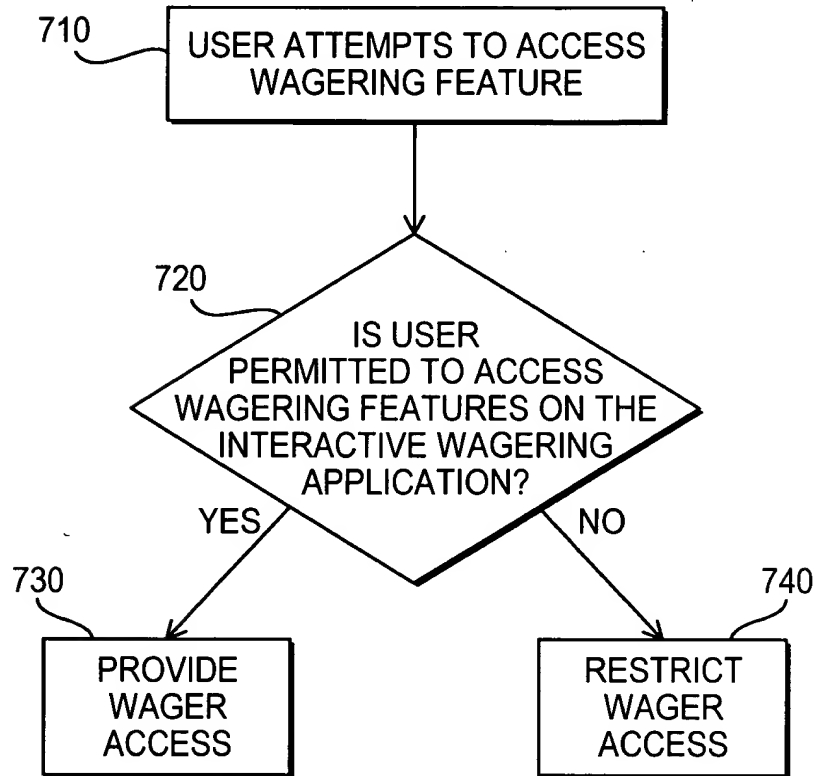 710
USER ATTEMPTS TO ACCESS
WAGERING FEATURE
720
IS USER
PERMITTED TO ACCESS
WAGERING FEATURES ON THE
INTERACTIVE WAGERING
APPLICATION?
YES
NO
730
PROVIDE
WAGER
ACCESS
740
RESTRICT
WAGER
ACCESS